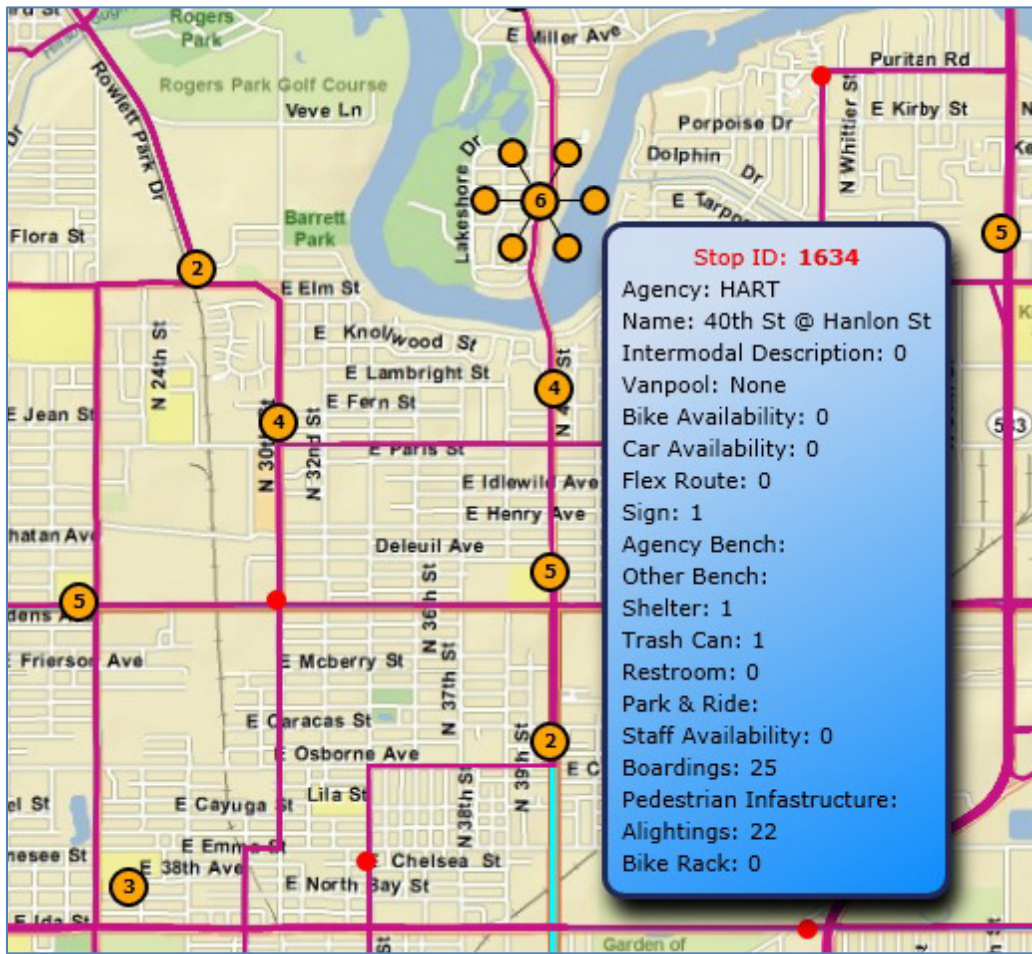 Rogers
Park
E Miller Ave
Puritan Rd
Rogers Park Golf Course
Veve Ln
Rowlett Park Dr
E Kirby St
N Whittier St
Porpoise Dr
Dolphin Dr
Lakeshore Dr
6
Barrett
Park
Flora St
5
2
E Elm St
E Knollwood St
N 24th St
E Lambright St
4
E Fern St
E Jean St
4
N 30th St
N 32nd St
E Paris St
E Idlewild Ave
E Henry Ave
hatan Av
Deleuil Ave
5
5
N 36th St
E Frierson Ave
E Mcberry St
N 37th St
E Caracas St
2
E Osborne Ave
N 39th St
E C
Lila St
E Cayuga St
N 38th St
E Emma St
nesee St
E 38th Ave
E Chelsea St
E North Bay St
3
E Ida St
Garden of
Stop ID: 1634
Agency: HART
Name: 40th St @ Hanlon St
Intermodal Description: 0
Vanpool: None
Bike Availability: 0
Car Availability: 0
Flex Route: 0
Sign: 1
Agency Bench:
Other Bench:
Shelter: 1
Trash Can: 1
Restroom: 0
Park & Ride:
Staff Availability: 0
Boardings: 25
Pedestrian Infastructure:
Alightings: 22
Bike Rack: 0